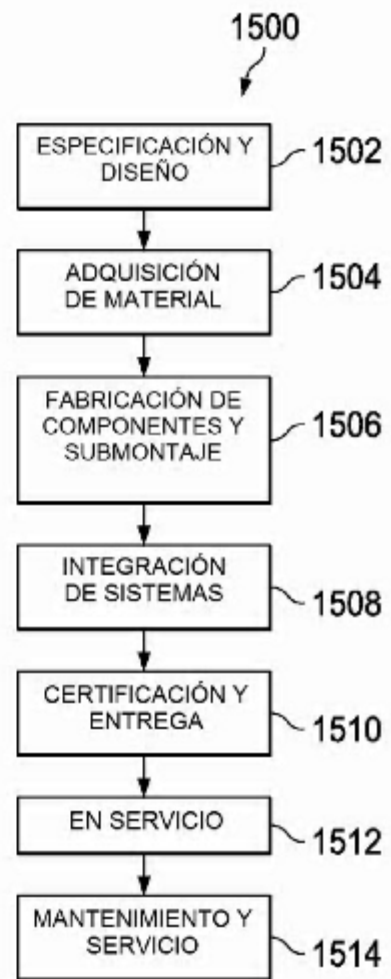 1500
ESPECIFICACIÓN Y
DISEÑO
1502
ADQUISICIÓN
DE MATERIAL
1504
FABRICACIÓN DE
COMPONENTES Y
SUBMONTAJE
1506
INTEGRACIÓN
DE SISTEMAS
1508
CERTIFICACIÓN Y
ENTREGA
1510
EN SERVICIO
1512
MANTENIMIENTO Y
SERVICIO
1514